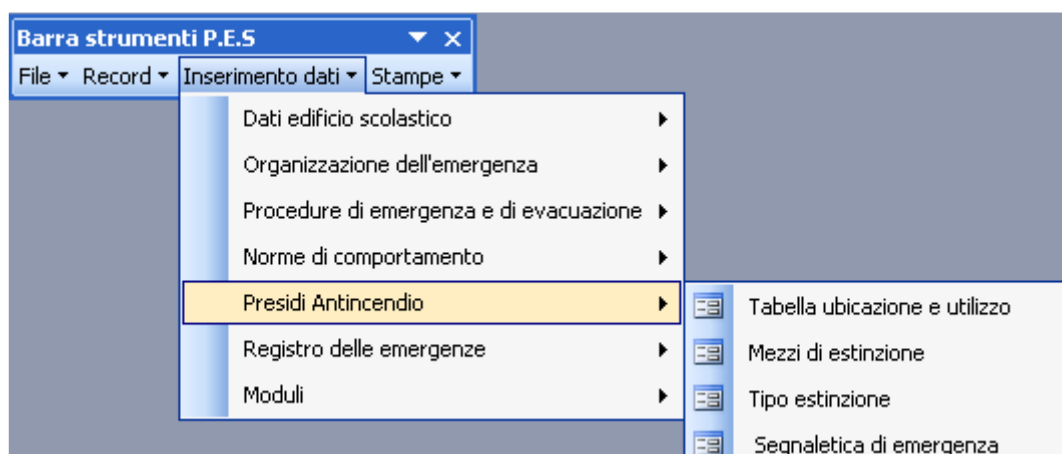 Barra strumenti P.E.S
File Record Inserimento dati Stampe
Dati edificio scolastico
Organizzazione dell'emergenza
Procedure di emergenza e di evacuazione
Norme di comportamento
Presidi Antincendio
Tabella ubicazione e utilizzo
Registro delle emergenze
Mezzi di estinzione
Moduli
Tipo estinzione
Segnaletica di emergenza